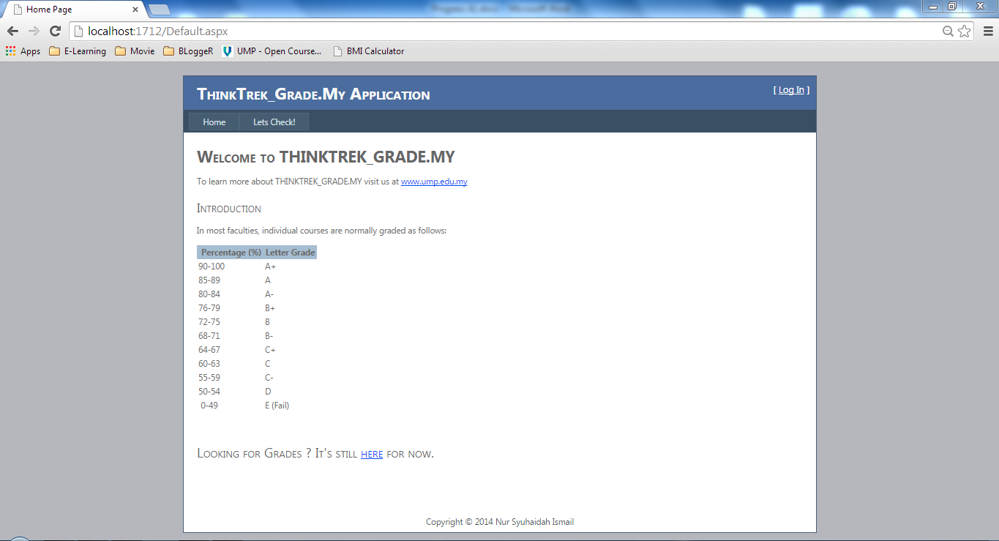 Home Page
localhost:1712/Default.aspx
Apps E-Learning Movie BLoggeR UMP - Open Course... BMI Calculator
ThinkTrek_Grade.My Application
[ Log In ]
Home Lets Check!
Welcome to THINKTREK_GRADE.MY
To learn more about THINKTREK_GRADE.MY visit us at www.ump.edu.my
Introduction
In most faculties, individual courses are normally graded as follows:
Percentage (%) Letter Grade
90-100 A+
85-89 A
80-84 A-
76-79 B+
72-75 B
68-71 B-
64-67 C+
60-63 C
55-59 C-
50-54 D
0-49 E (Fail)
Looking for Grades ? It's still here for now.
Copyright © 2014 Nur Syuhaidah Ismail